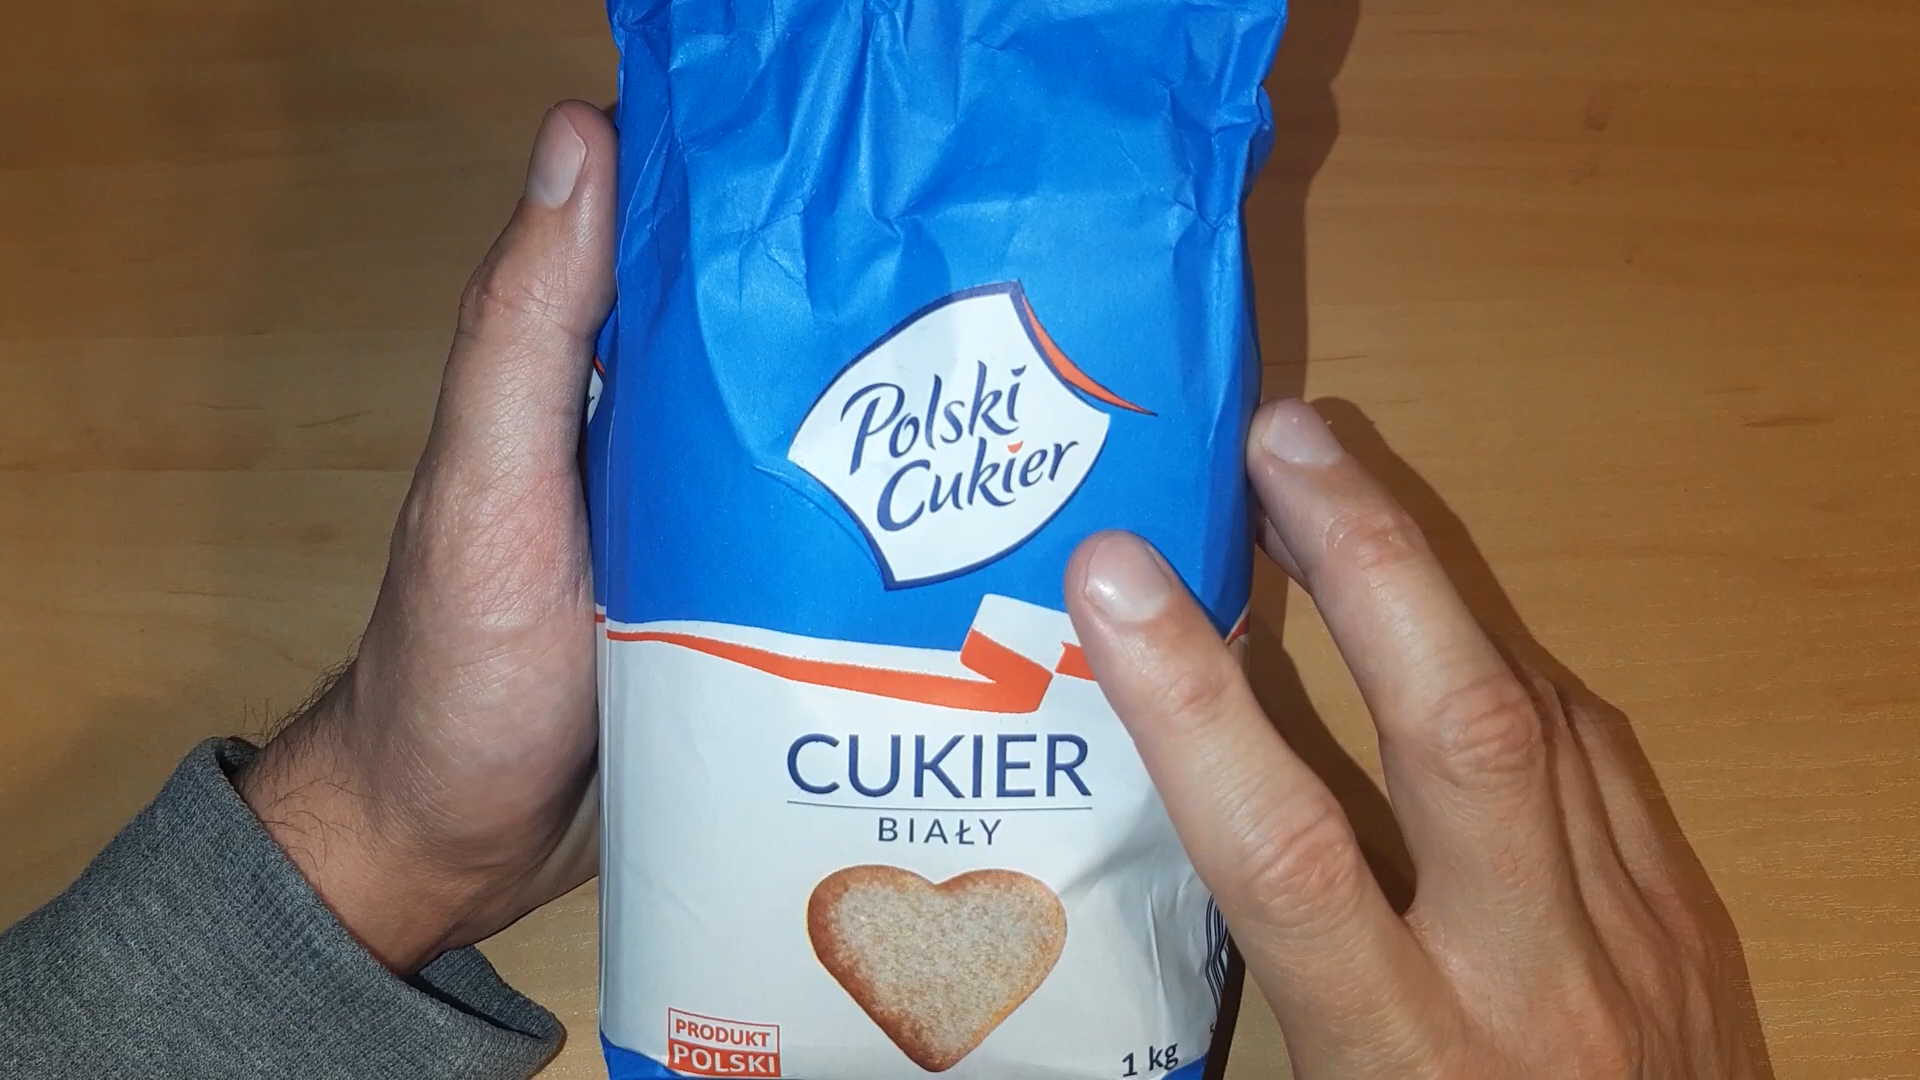 Polski
Cukier
CUKIER
BIAŁY
PRODUKT
POLSKI
1 kg